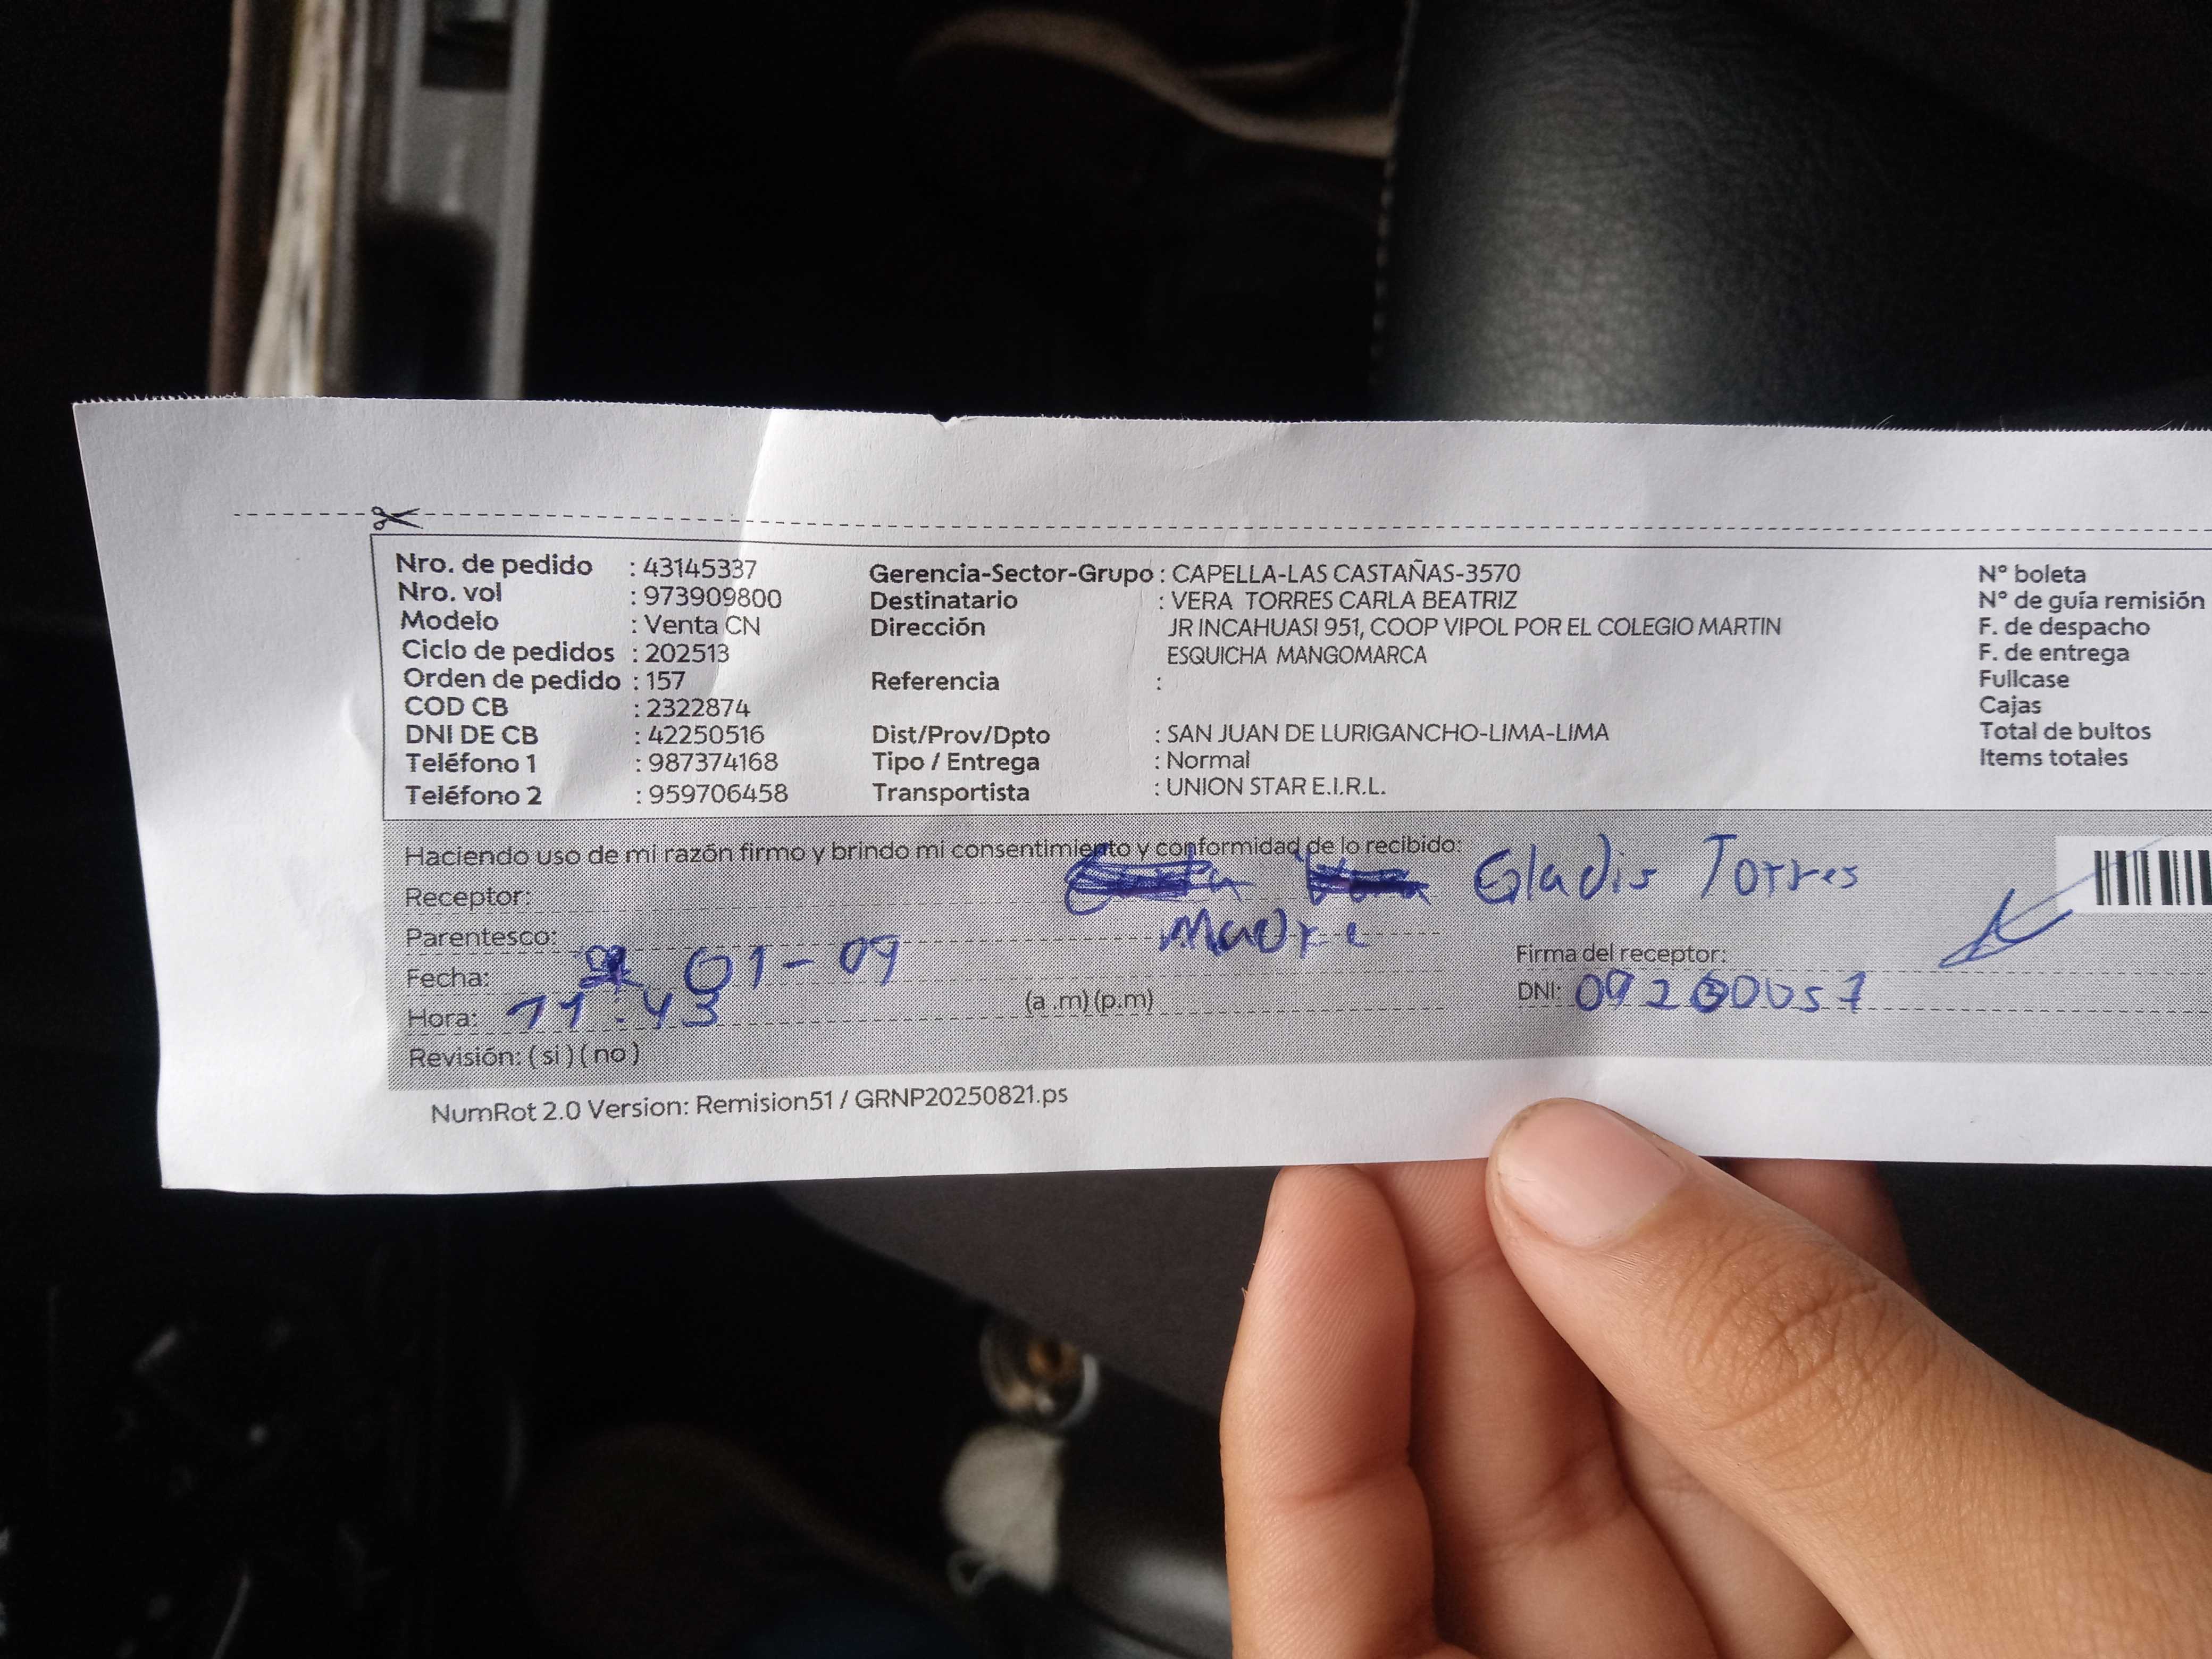 Nro. de pedido : 43145337
Nro. vol : 973909800
Modelo : Venta CN
Ciclo de pedidos : 202513
Orden de pedido : 157
COD CB : 2322874
DNI DE CB : 42250516
Teléfono 1 : 987374168
Teléfono 2 : 959706458
Gerencia-Sector-Grupo : CAPELLA-LAS CASTAÑAS-3570
Destinatario : VERA TORRES CARLA BEATRIZ
Dirección JR INCAHUASI 951, COOP VIPOL POR EL COLEGIO MARTIN
ESQUICHA MANGOMARCA
Referencia :
Dist/Prov/Dpto : SAN JUAN DE LURIGANCHO-LIMA-LIMA
Tipo / Entrega : Normal
Transportista : UNION STAR E.I.R.L.
N° boleta
N° de guía remisión
F. de despacho
F. de entrega
Fullcase
Cajas
Total de bultos
Items totales
Haciendo uso de mi razón firmo y brindo mi consentimiento y conformidad de lo recibido:
Receptor: Gladis Torres
Parentesco: Madre
Fecha: 01-09
Hora: 11:43 (a .m) (p.m)
Revisión: ( si ) ( no )
Firma del receptor:
DNI:
NumRot 2.0 Version: Remision51 / GRNP20250821.ps